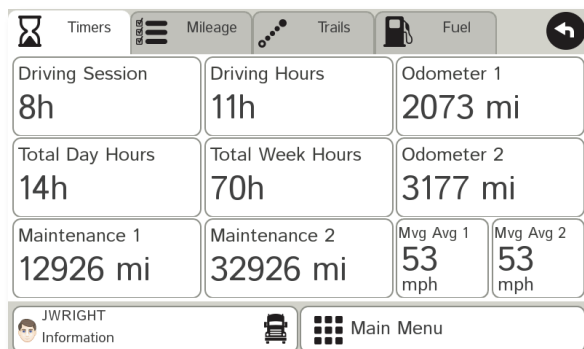 Timers
Mileage
Trails
Fuel
Driving Session
8h
Driving Hours
11h
Odometer 1
2073 mi
Total Day Hours
14h
Total Week Hours
70h
Odometer 2
3177 mi
Maintenance 1
12926 mi
Maintenance 2
32926 mi
Mvg Avg 1
53
mph
Mvg Avg 2
53
mph
JWRIGHT
Information
Main Menu